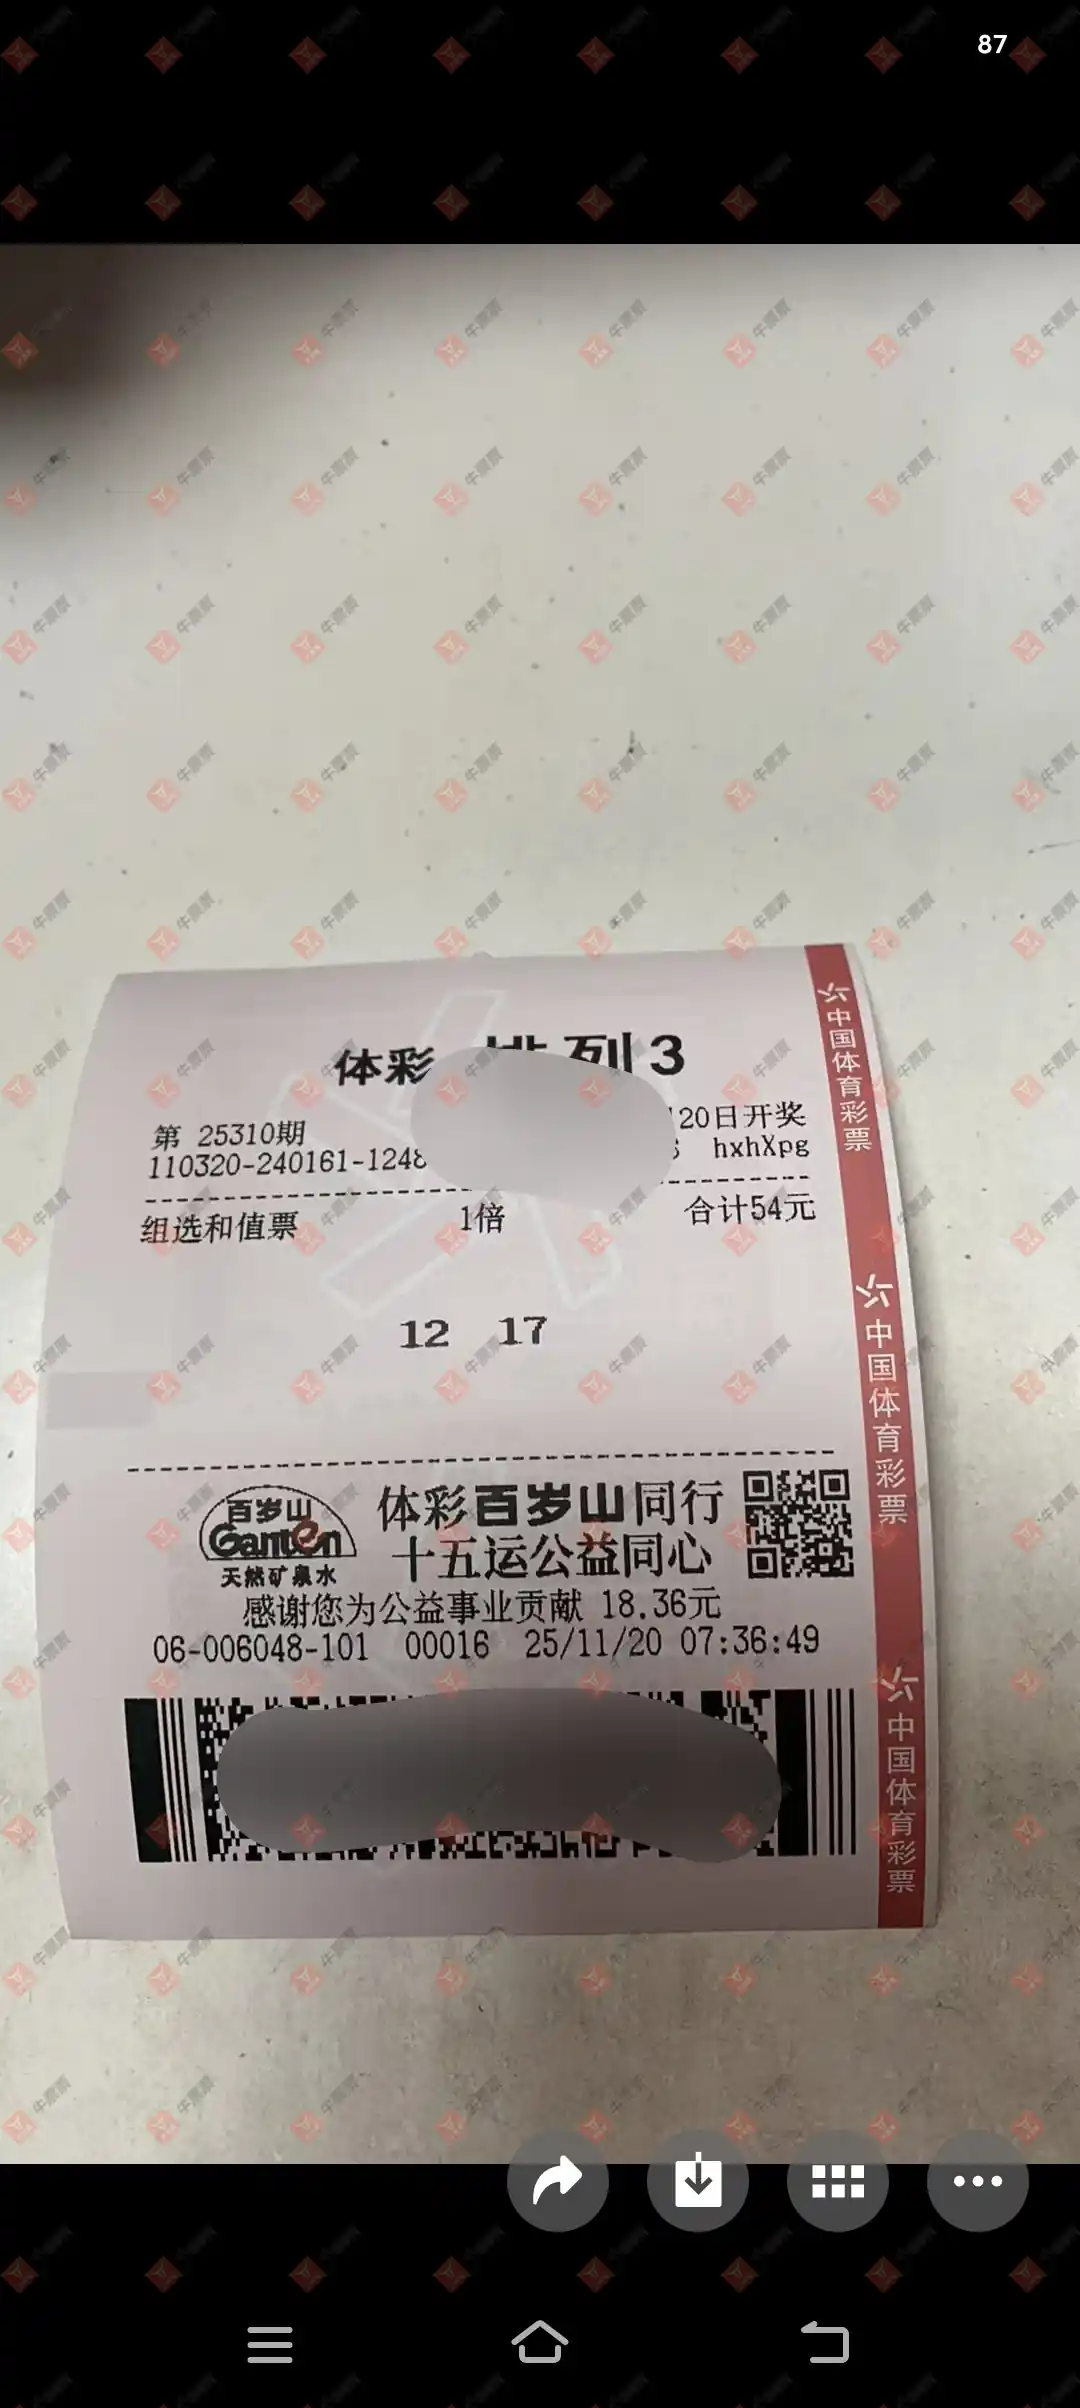 87
体彩 排列3
第 25310期 20日开奖
110320-240161-1248 hxhXpg
组选和值票 1倍 合计54元
12 17
百岁山
Ganten
天然矿泉水
体彩百岁山同行
十五运公益同心
感谢您为公益事业贡献 18.36元
06-006048-101 00016 25/11/20 07:36:49
中国体育彩票
中国体育彩票
中国体育彩票
牛票票